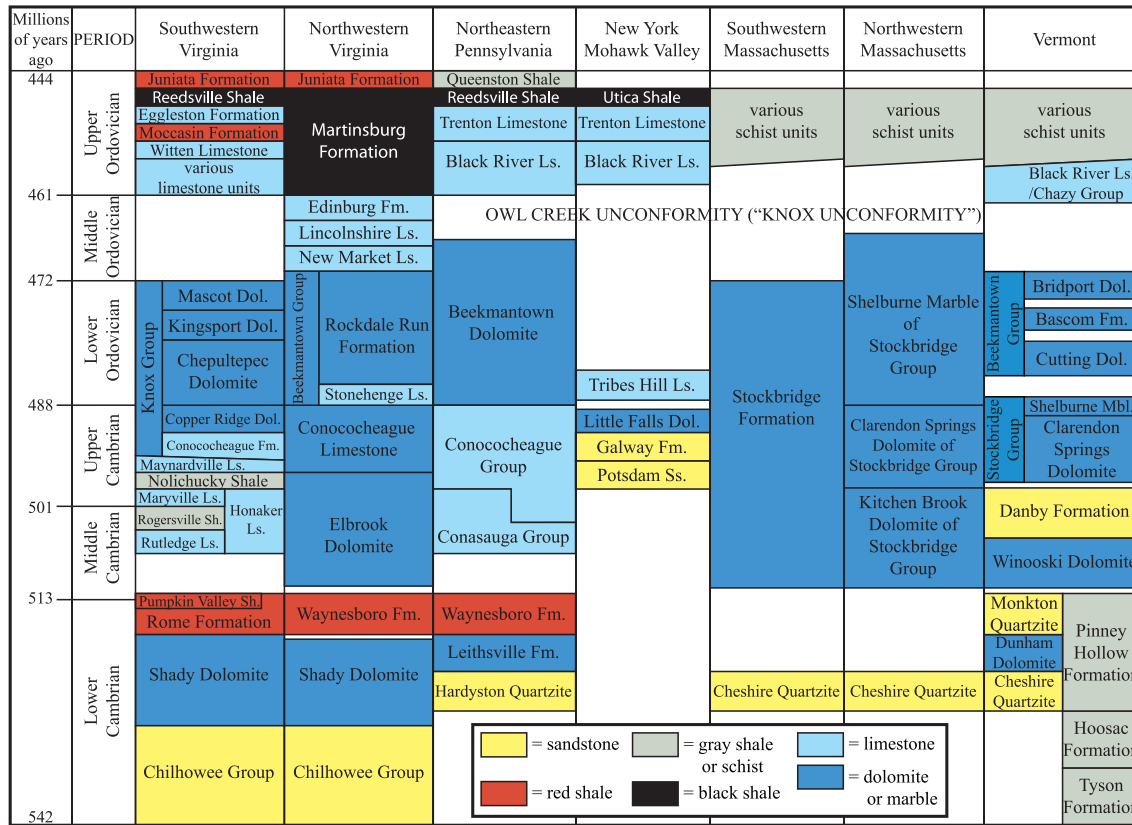 Millions
of years
ago
PERIOD
Southwestern
Virginia
Northwestern
Virginia
Northeastern
Pennsylvania
New York
Mohawk Valley
Southwestern
Massachusetts
Northwestern
Massachusetts
Vermont
444
461
472
488
501
513
542
Upper
Ordovician
Middle
Ordovician
Lower
Ordovician
Upper
Cambrian
Middle
Cambrian
Lower
Cambrian
Juniata Formation
Reedsville Shale
Eggleston Formation
Moccasin Formation
Witten Limestone
various
limestone units
Knox Group
Mascot Dol.
Kingsport Dol.
Chepultepec
Dolomite
Copper Ridge Dol.
Conococheague Fm.
Maynardville Ls.
Nolichucky Shale
Maryville Ls.
Honaker
Ls.
Rogersville Sh.
Rutledge Ls.
Pumpkin Valley Sh.
Rome Formation
Shady Dolomite
Chilhowee Group
Juniata Formation
Martinsburg
Formation
Edinburg Fm.
Lincolnshire Ls.
New Market Ls.
Beekmantown Group
Rockdale Run
Formation
Stonehenge Ls.
Conococheague
Limestone
Elbrook
Dolomite
Waynesboro Fm.
Shady Dolomite
Chilhowee Group
Queenston Shale
Reedsville Shale
Trenton Limestone
Black River Ls.
OWL CREEK UNCONFORMITY ("KNOX UNCONFORMITY")
Beekmantown
Dolomite
Conococheague
Group
Conasauga Group
Waynesboro Fm.
Leithsville Fm.
Hardyston Quartzite
Utica Shale
Trenton Limestone
Black River Ls.
Tribes Hill Ls.
Little Falls Dol.
Galway Fm.
Potsdam Ss.
various
schist units
Stockbridge
Formation
Cheshire Quartzite
various
schist units
Shelburne Marble
of
Stockbridge Group
Clarendon Springs
Dolomite of
Stockbridge Group
Kitchen Brook
Dolomite of
Stockbridge
Group
Cheshire Quartzite
various
schist units
Black River Ls.
/Chazy Group
Beekmantown
Group
Bridport Dol.
Bascom Fm.
Cutting Dol.
Stockbridge
Group
Shelburne Mbl.
Clarendon
Springs
Dolomite
Danby Formation
Winooski Dolomite
Monkton
Quartzite
Dunham
Dolomite
Cheshire
Quartzite
Pinney
Hollow
Formation
Hoosac
Formation
Tyson
Formation
= sandstone
= gray shale
or schist
= limestone
= red shale
= black shale
= dolomite
or marble